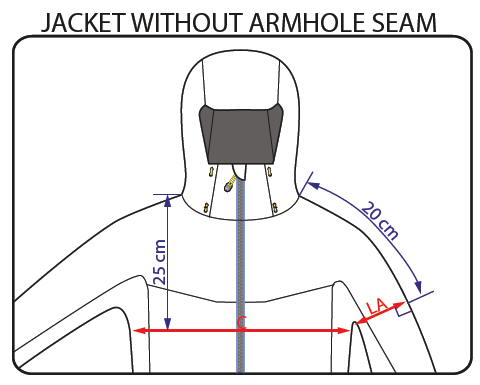 JACKET WITHOUT ARMHOLE SEAM
20 cm
25 cm
LA
C